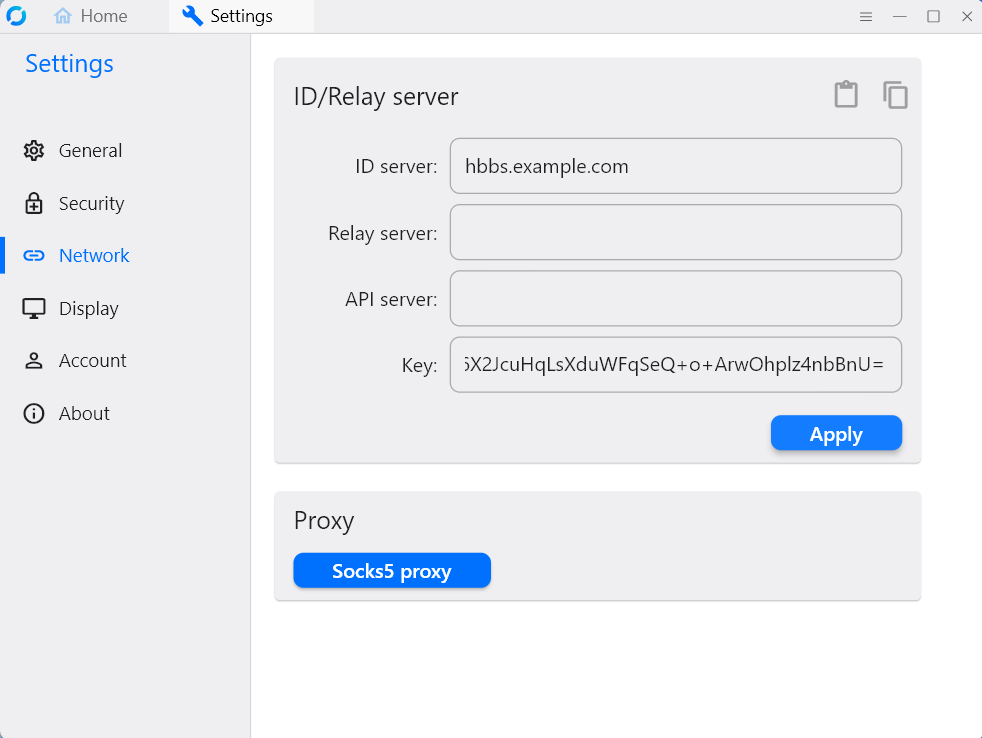 Home
Settings
Settings
General
Security
Network
Display
Account
About
ID/Relay server
ID server: hbbs.example.com
Relay server:
API server:
Key: SX2JcuHqLsXduWFqSeQ+o+ArwOhplz4nbBnU=
Apply
Proxy
Socks5 proxy